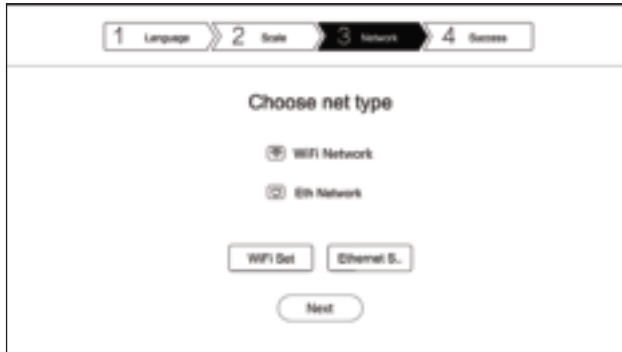 1 Language 2 Scale 3 Network 4 Success
Choose net type
WiFi Network
Eth Network
WiFi Set Ethernet S..
Next